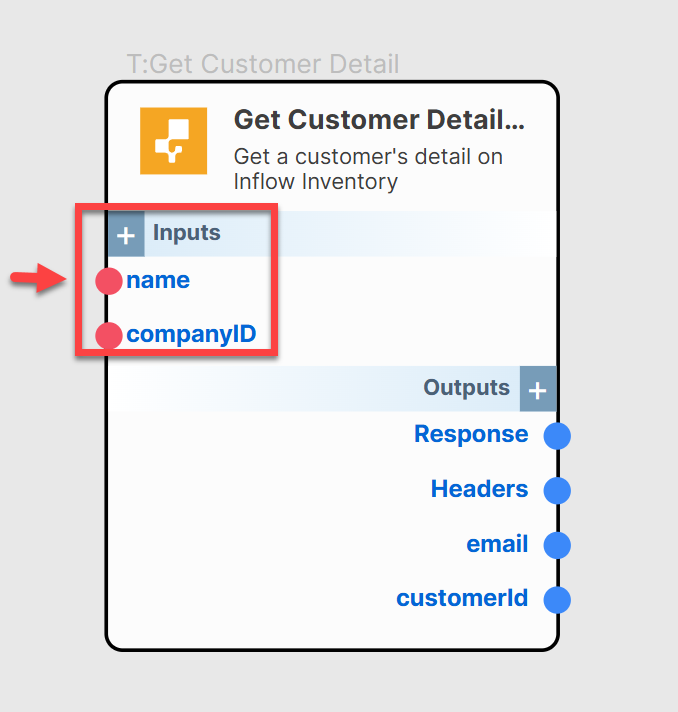 T:Get Customer Detail
Get Customer Detail...
Get a customer's detail on
Inflow Inventory
+ Inputs
name
companyID
Outputs +
Response
Headers
email
customerId